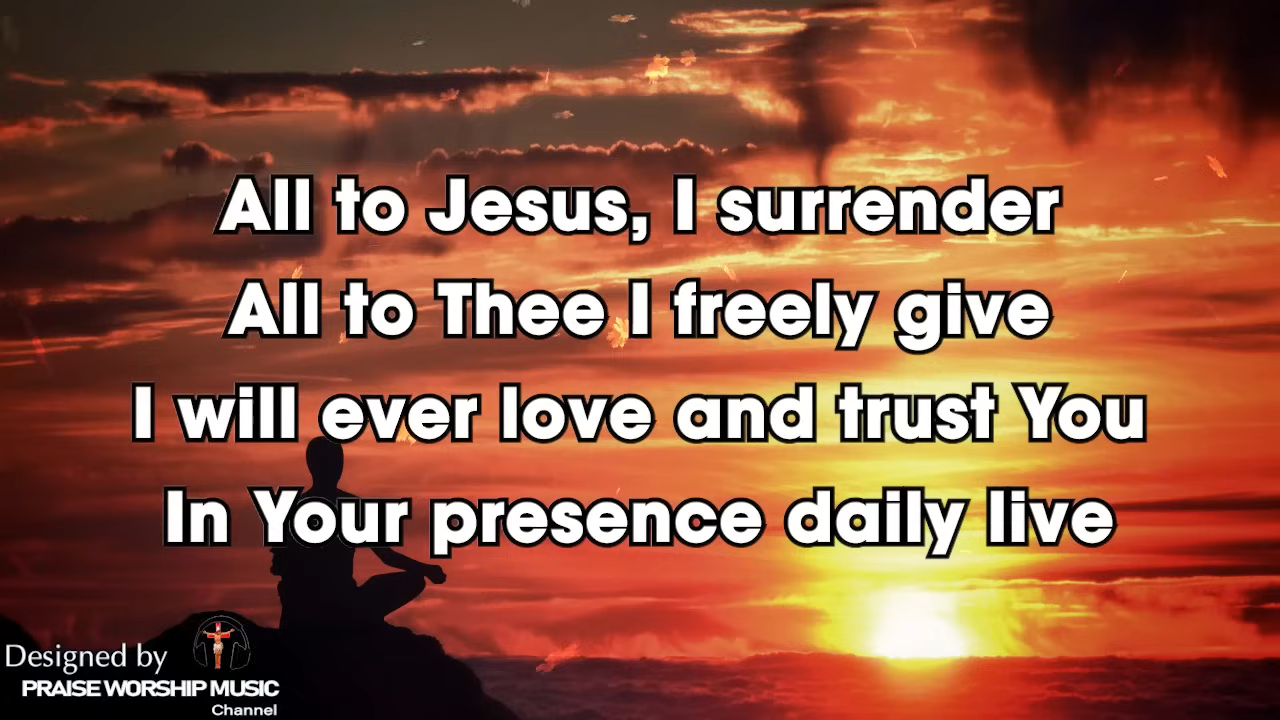 All to Jesus, I surrender
All to Thee I freely give
I will ever love and trust You
In Your presence daily live
Designed by
PRAISE WORSHIP MUSIC
Channel